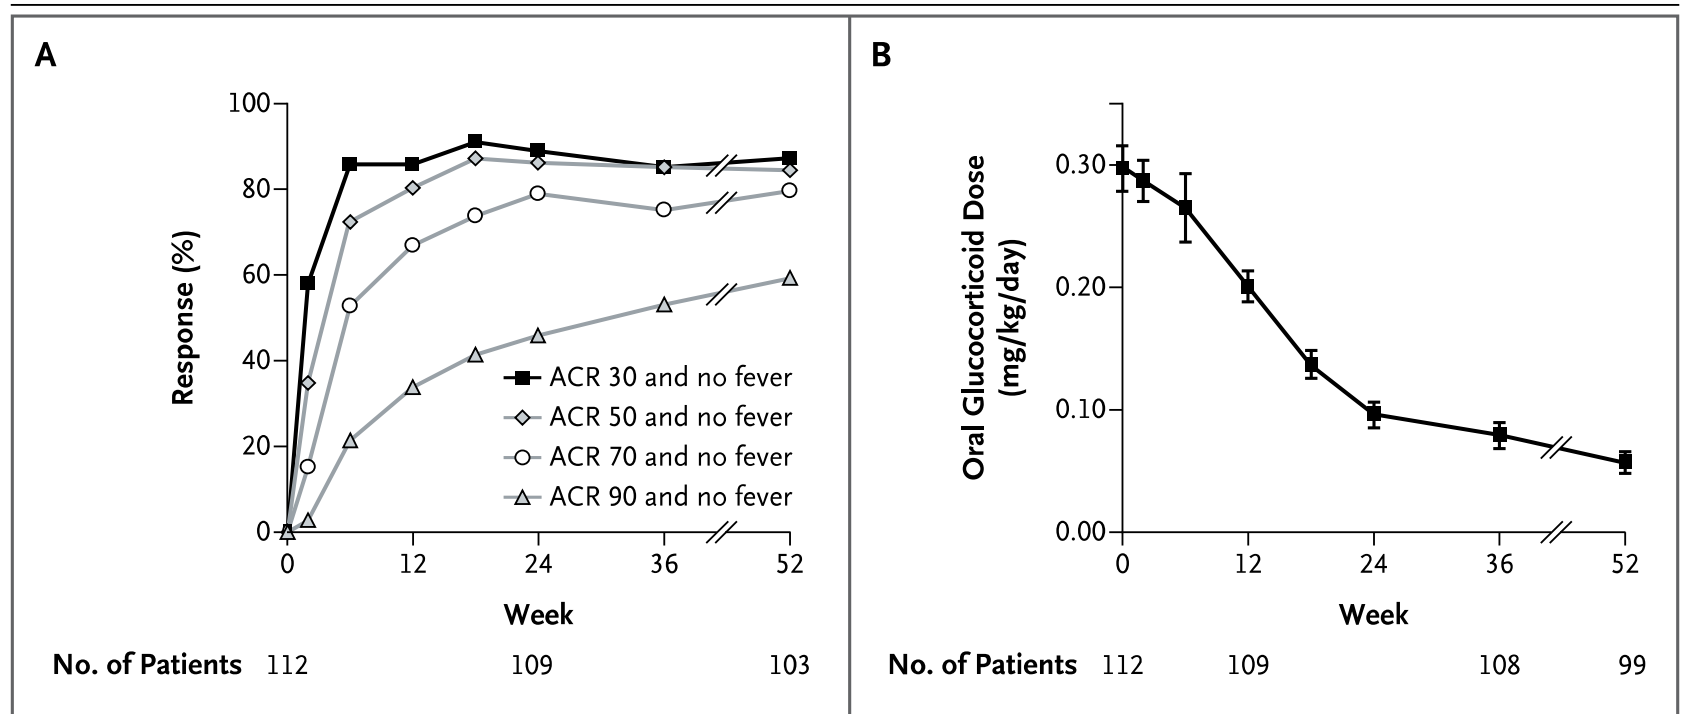 A
100
80
60
40
20
0
Response (%)
ACR 30 and no fever
ACR 50 and no fever
ACR 70 and no fever
ACR 90 and no fever
0 12 24 36 52
Week
No. of Patients 112 109 103
B
0.30
0.20
0.10
0.00
Oral Glucocorticoid Dose
(mg/kg/day)
0 12 24 36 52
Week
No. of Patients 112 109 108 99